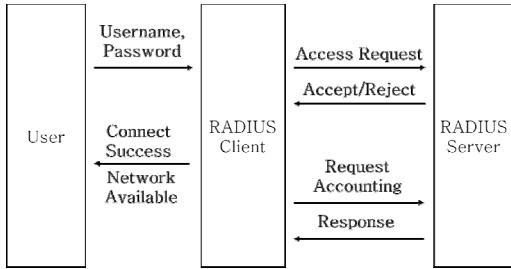 User
Username,
Password
Connect
Success
Network
Available
RADIUS
Client
Access Request
Accept/Reject
Request
Accounting
Response
RADIUS
Server